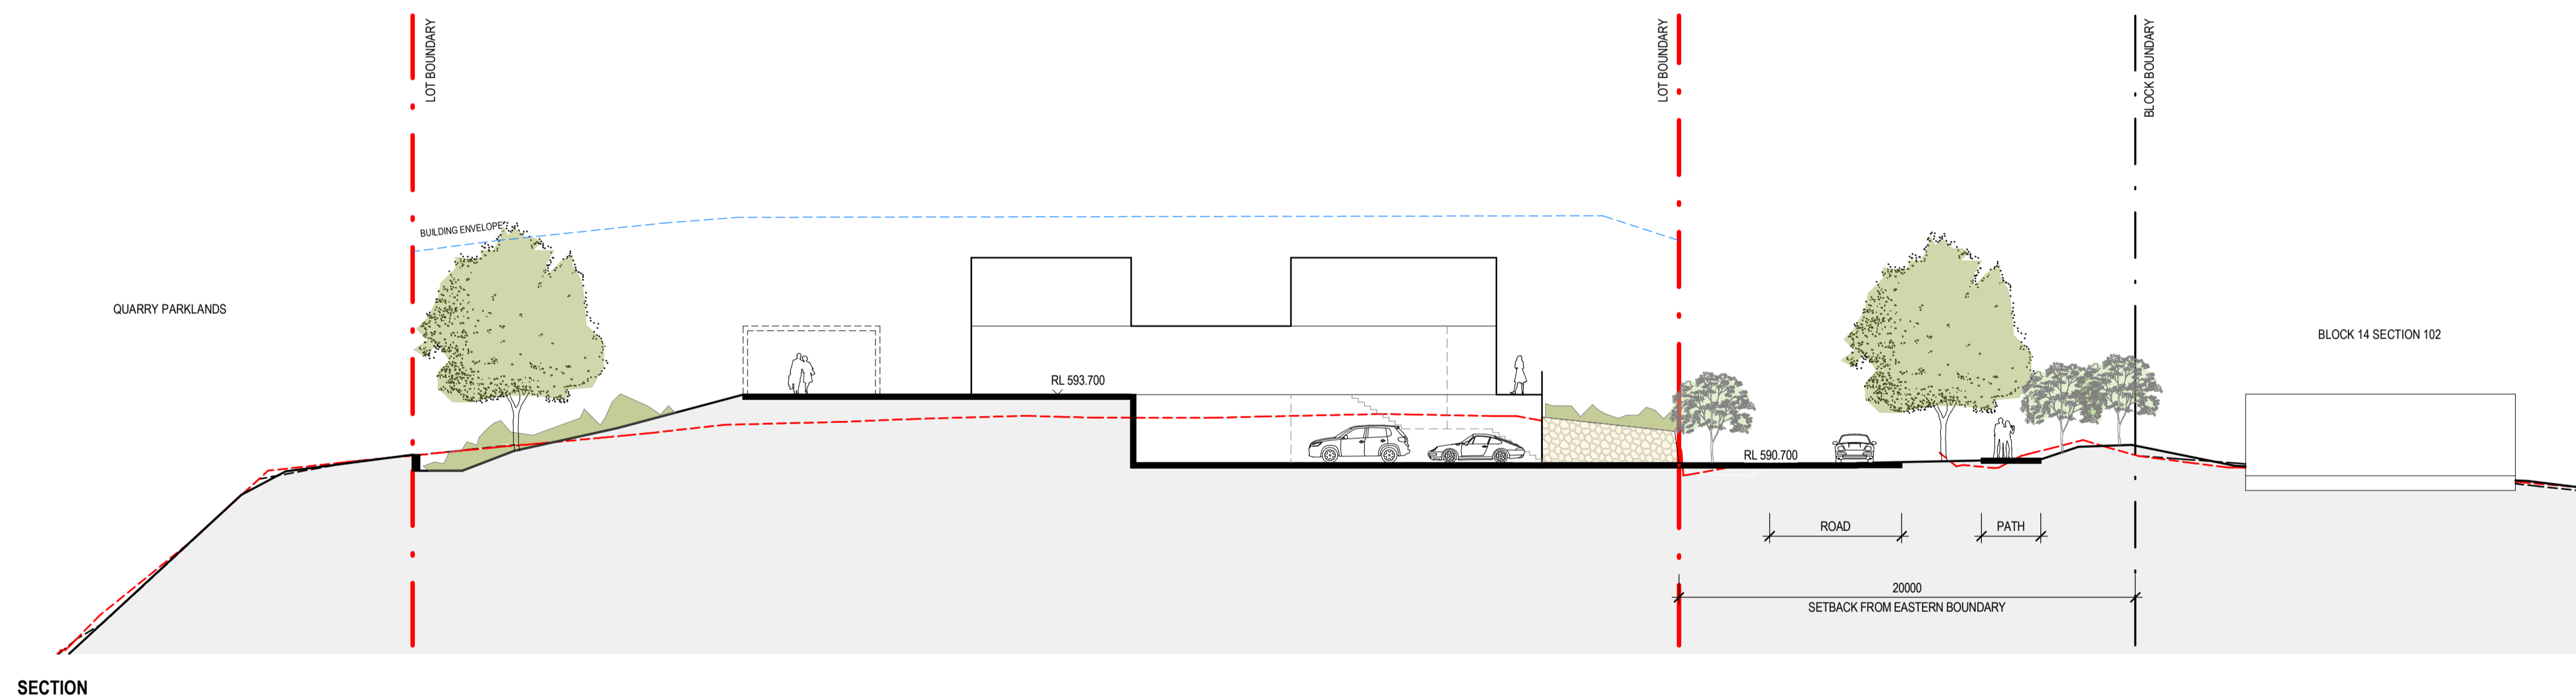 LOT BOUNDARY
LOT BOUNDARY
BLOCK BOUNDARY
BUILDING ENVELOPE
QUARRY PARKLANDS
BLOCK 14 SECTION 102
RL 593.700
RL 590.700
ROAD
PATH
20000
SETBACK FROM EASTERN BOUNDARY
SECTION